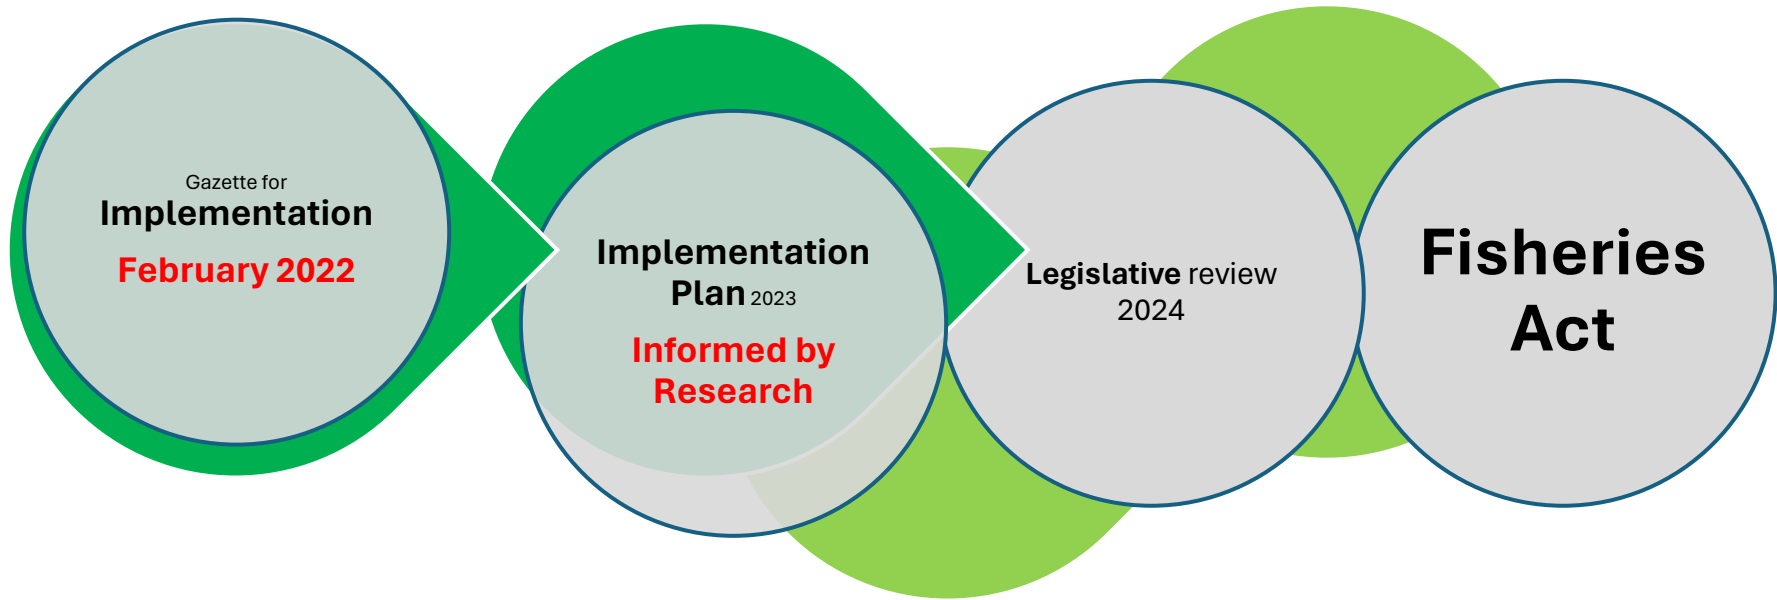 Gazette for
Implementation
February 2022
Implementation
Plan 2023
Informed by
Research
Legislative review
2024
Fisheries
Act